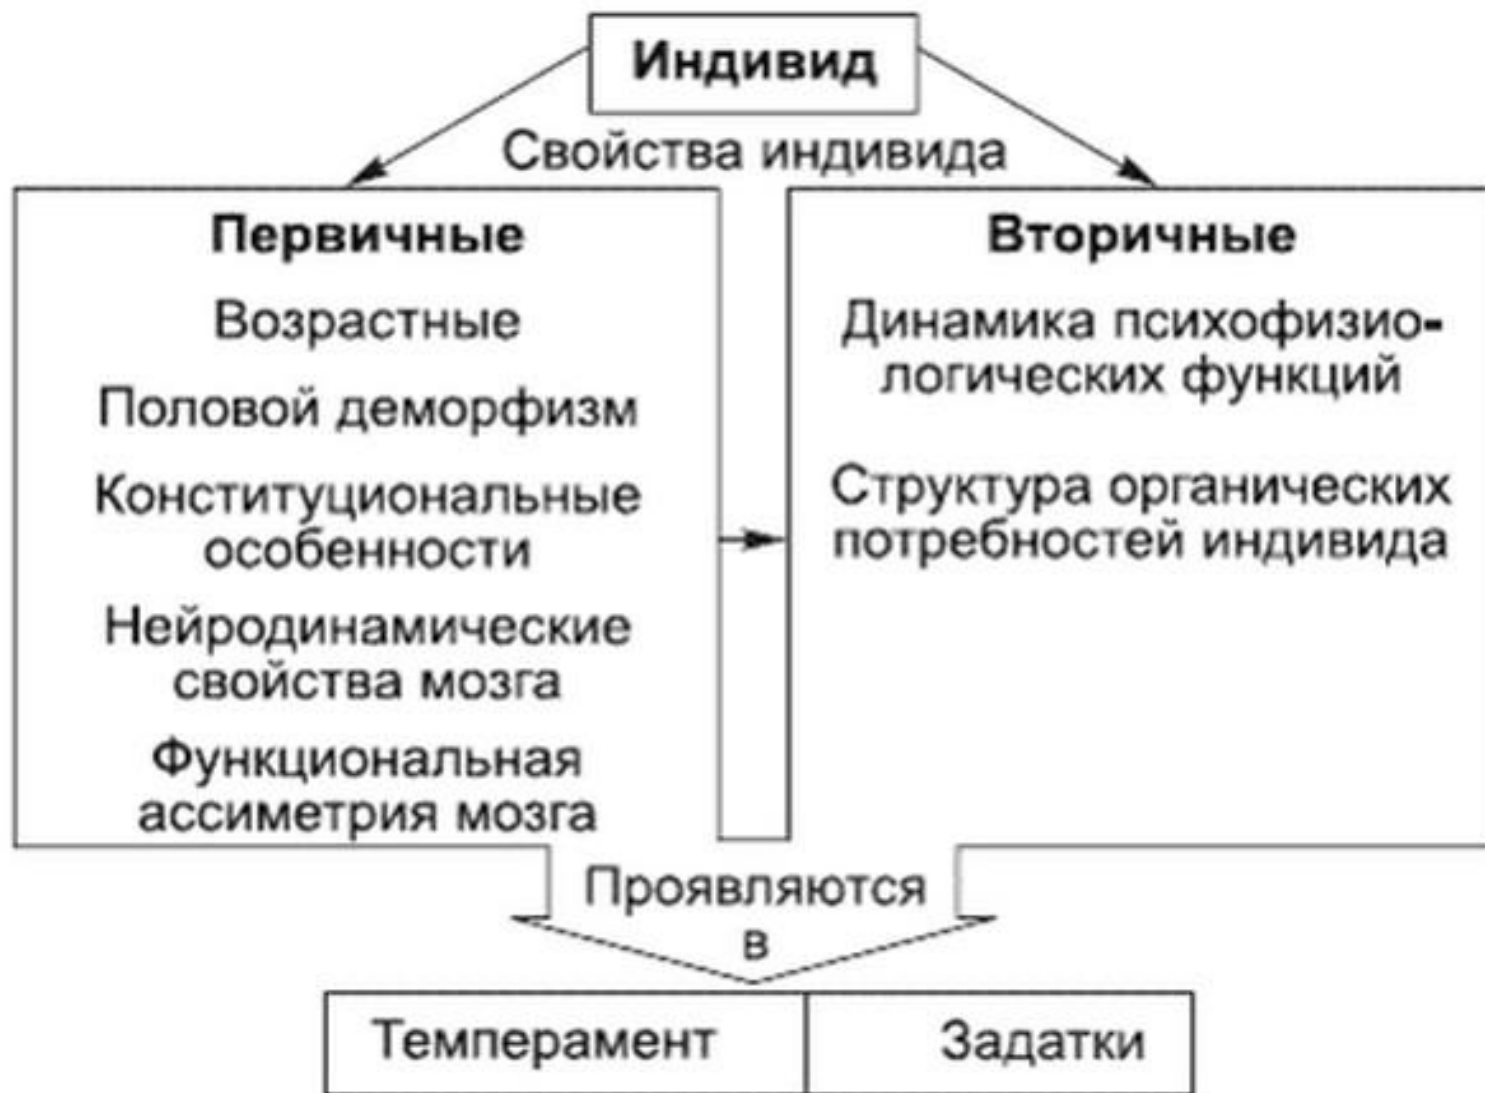 Индивид
Свойства индивида
Первичные
Возрастные
Половой деморфизм
Конституциональные
особенности
Нейродинамические
свойства мозга
Функциональная
ассиметрия мозга
Вторичные
Динамика психофизио-
логических функций
Структура органических
потребностей индивида
Проявляются
в
Темперамент
Задатки